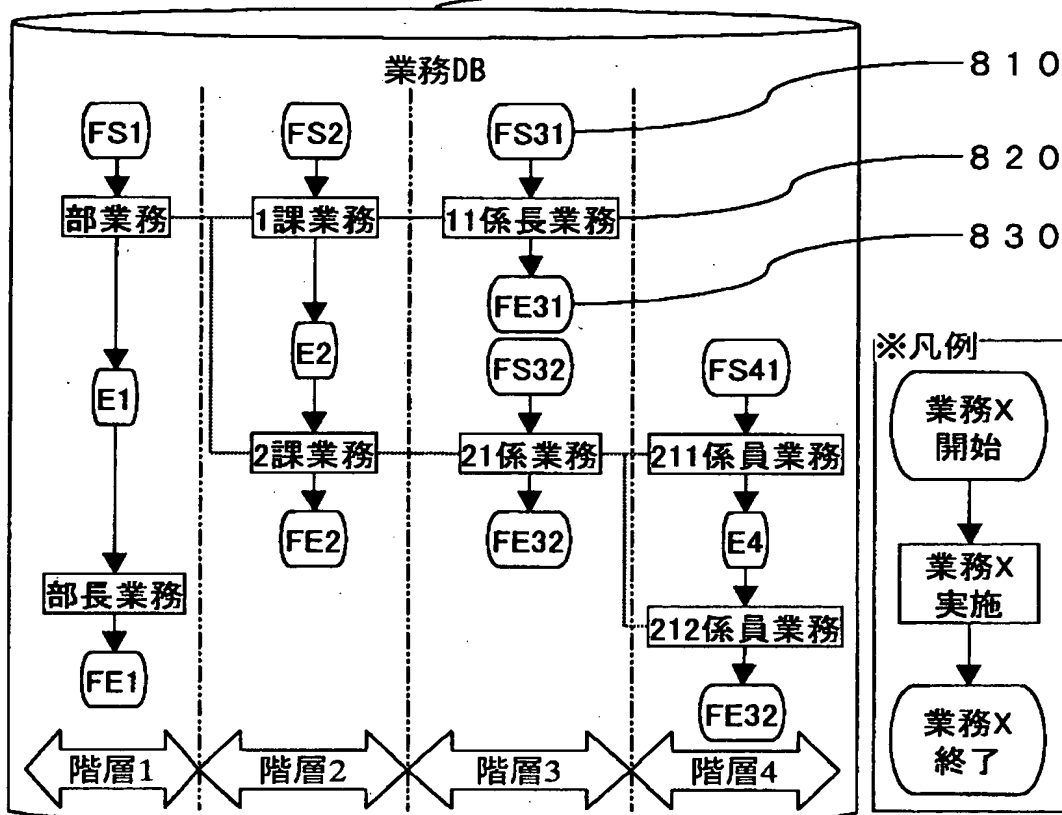 業務DB
810
FS1
FS2
FS31
820
部業務
1課業務
11係長業務
830
FE31
E2
FS32
FS41
※凡例
E1
業務X
開始
2課業務
21係業務
211係員業務
FE2
FE32
E4
業務X
実施
部長業務
212係員業務
FE1
FE32
業務X
終了
階層1
階層2
階層3
階層4